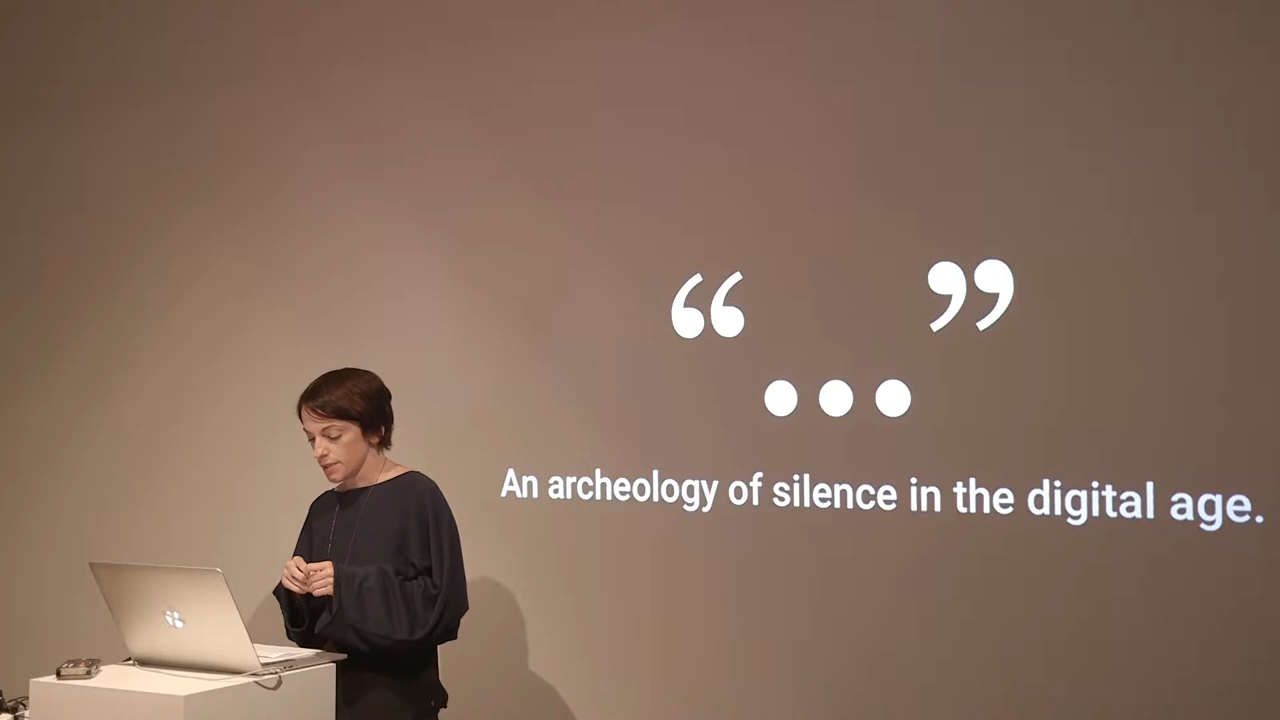 “ ”
...
An archeology of silence in the digital age.